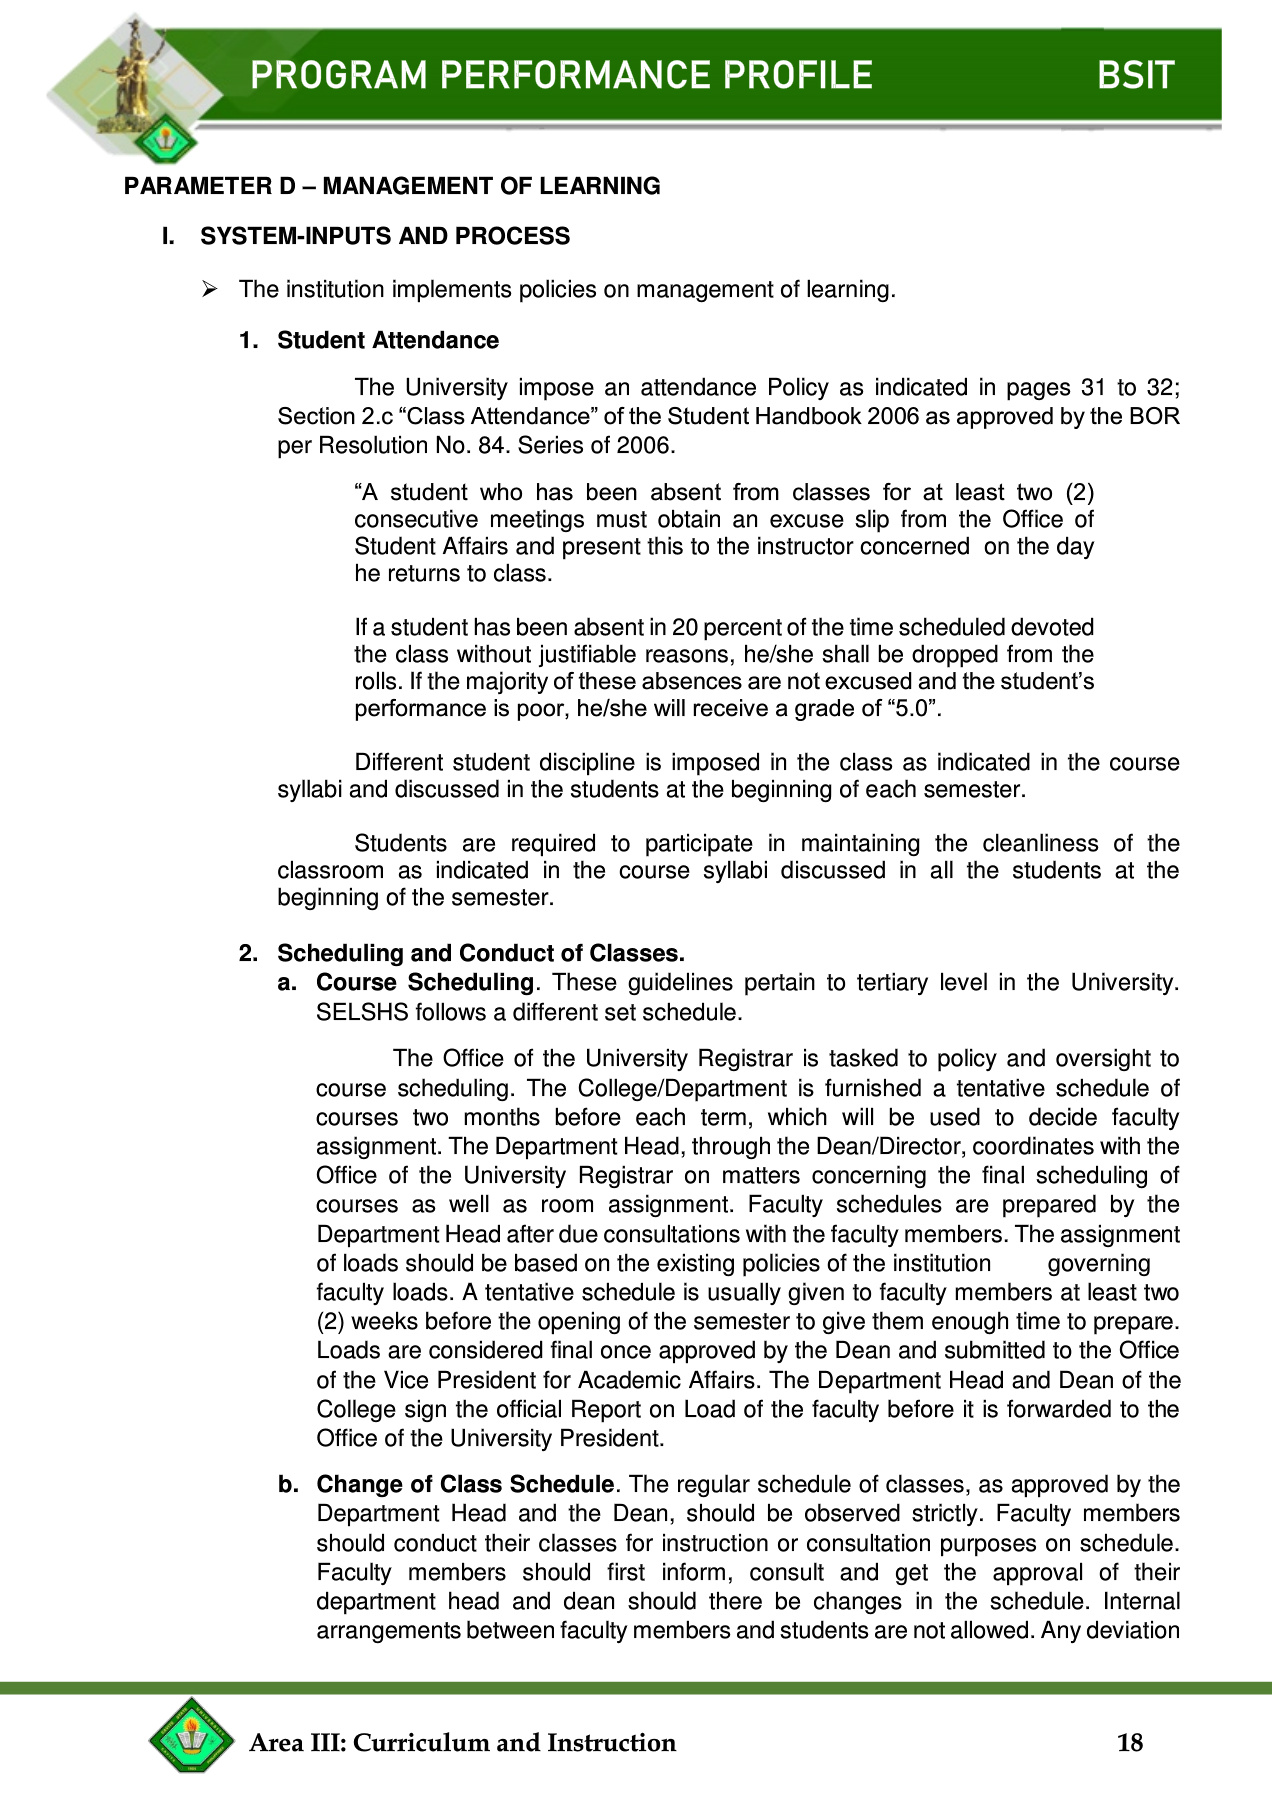 PROGRAM PERFORMANCE PROFILE BSIT
PARAMETER D – MANAGEMENT OF LEARNING
I. SYSTEM-INPUTS AND PROCESS
➢ The institution implements policies on management of learning.
1. Student Attendance
The University impose an attendance Policy as indicated in pages 31 to 32;
Section 2.c “Class Attendance” of the Student Handbook 2006 as approved by the BOR
per Resolution No. 84. Series of 2006.
“A student who has been absent from classes for at least two (2)
consecutive meetings must obtain an excuse slip from the Office of
Student Affairs and present this to the instructor concerned on the day
he returns to class.
If a student has been absent in 20 percent of the time scheduled devoted
the class without justifiable reasons, he/she shall be dropped from the
rolls. If the majority of these absences are not excused and the student’s
performance is poor, he/she will receive a grade of “5.0”.
Different student discipline is imposed in the class as indicated in the course
syllabi and discussed in the students at the beginning of each semester.
Students are required to participate in maintaining the cleanliness of the
classroom as indicated in the course syllabi discussed in all the students at the
beginning of the semester.
2. Scheduling and Conduct of Classes.
a. Course Scheduling. These guidelines pertain to tertiary level in the University.
SELSHS follows a different set schedule.
The Office of the University Registrar is tasked to policy and oversight to
course scheduling. The College/Department is furnished a tentative schedule of
courses two months before each term, which will be used to decide faculty
assignment. The Department Head, through the Dean/Director, coordinates with the
Office of the University Registrar on matters concerning the final scheduling of
courses as well as room assignment. Faculty schedules are prepared by the
Department Head after due consultations with the faculty members. The assignment
of loads should be based on the existing policies of the institution governing
faculty loads. A tentative schedule is usually given to faculty members at least two
(2) weeks before the opening of the semester to give them enough time to prepare.
Loads are considered final once approved by the Dean and submitted to the Office
of the Vice President for Academic Affairs. The Department Head and Dean of the
College sign the official Report on Load of the faculty before it is forwarded to the
Office of the University President.
b. Change of Class Schedule. The regular schedule of classes, as approved by the
Department Head and the Dean, should be observed strictly. Faculty members
should conduct their classes for instruction or consultation purposes on schedule.
Faculty members should first inform, consult and get the approval of their
department head and dean should there be changes in the schedule. Internal
arrangements between faculty members and students are not allowed. Any deviation
Area III: Curriculum and Instruction 18